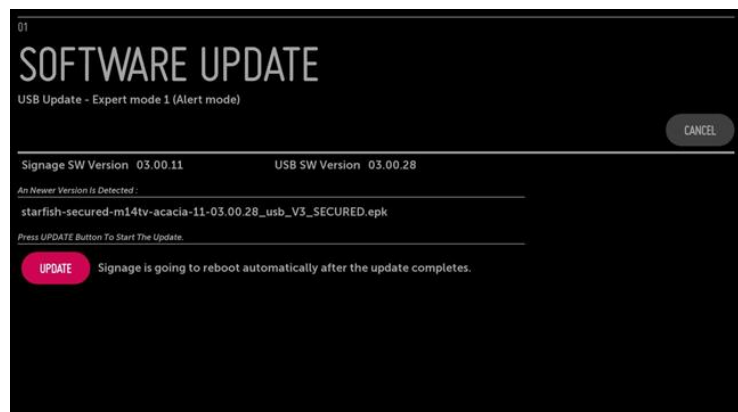 01
SOFTWARE UPDATE
USB Update - Expert mode 1 (Alert mode)
CANCEL
Signage SW Version 03.00.11 USB SW Version 03.00.28
An Newer Version Is Detected :
starfish-secured-m14tv-acacia-11-03.00.28_usb_V3_SECURED.epk
Press UPDATE Button To Start The Update.
UPDATE Signage is going to reboot automatically after the update completes.